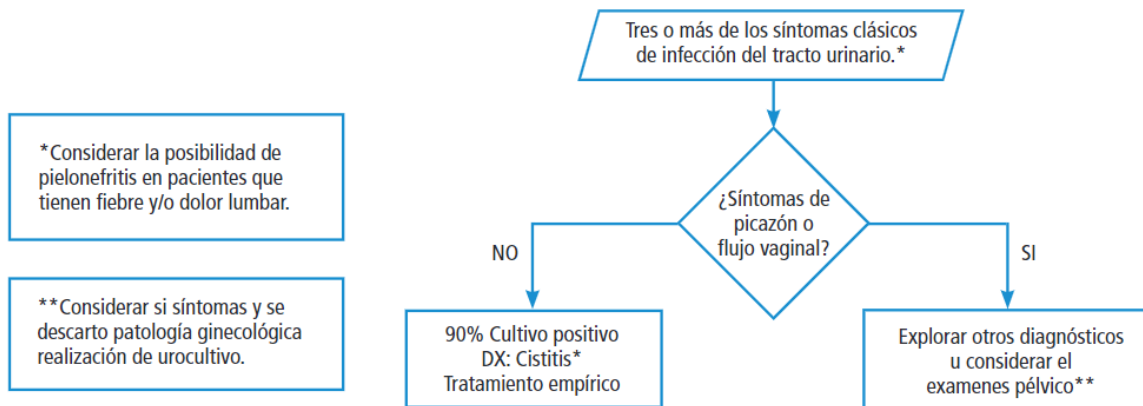 Tres o más de los síntomas clásicos
de infección del tracto urinario.*
*Considerar la posibilidad de
pielonefritis en pacientes que
tienen fiebre y/o dolor lumbar.
¿Síntomas de
picazón o
flujo vaginal?
NO
SI
**Considerar si síntomas y se
descarto patología ginecológica
realización de urocultivo.
90% Cultivo positivo
DX: Cistitis*
Tratamiento empírico
Explorar otros diagnósticos
u considerar el
examenes pélvico**